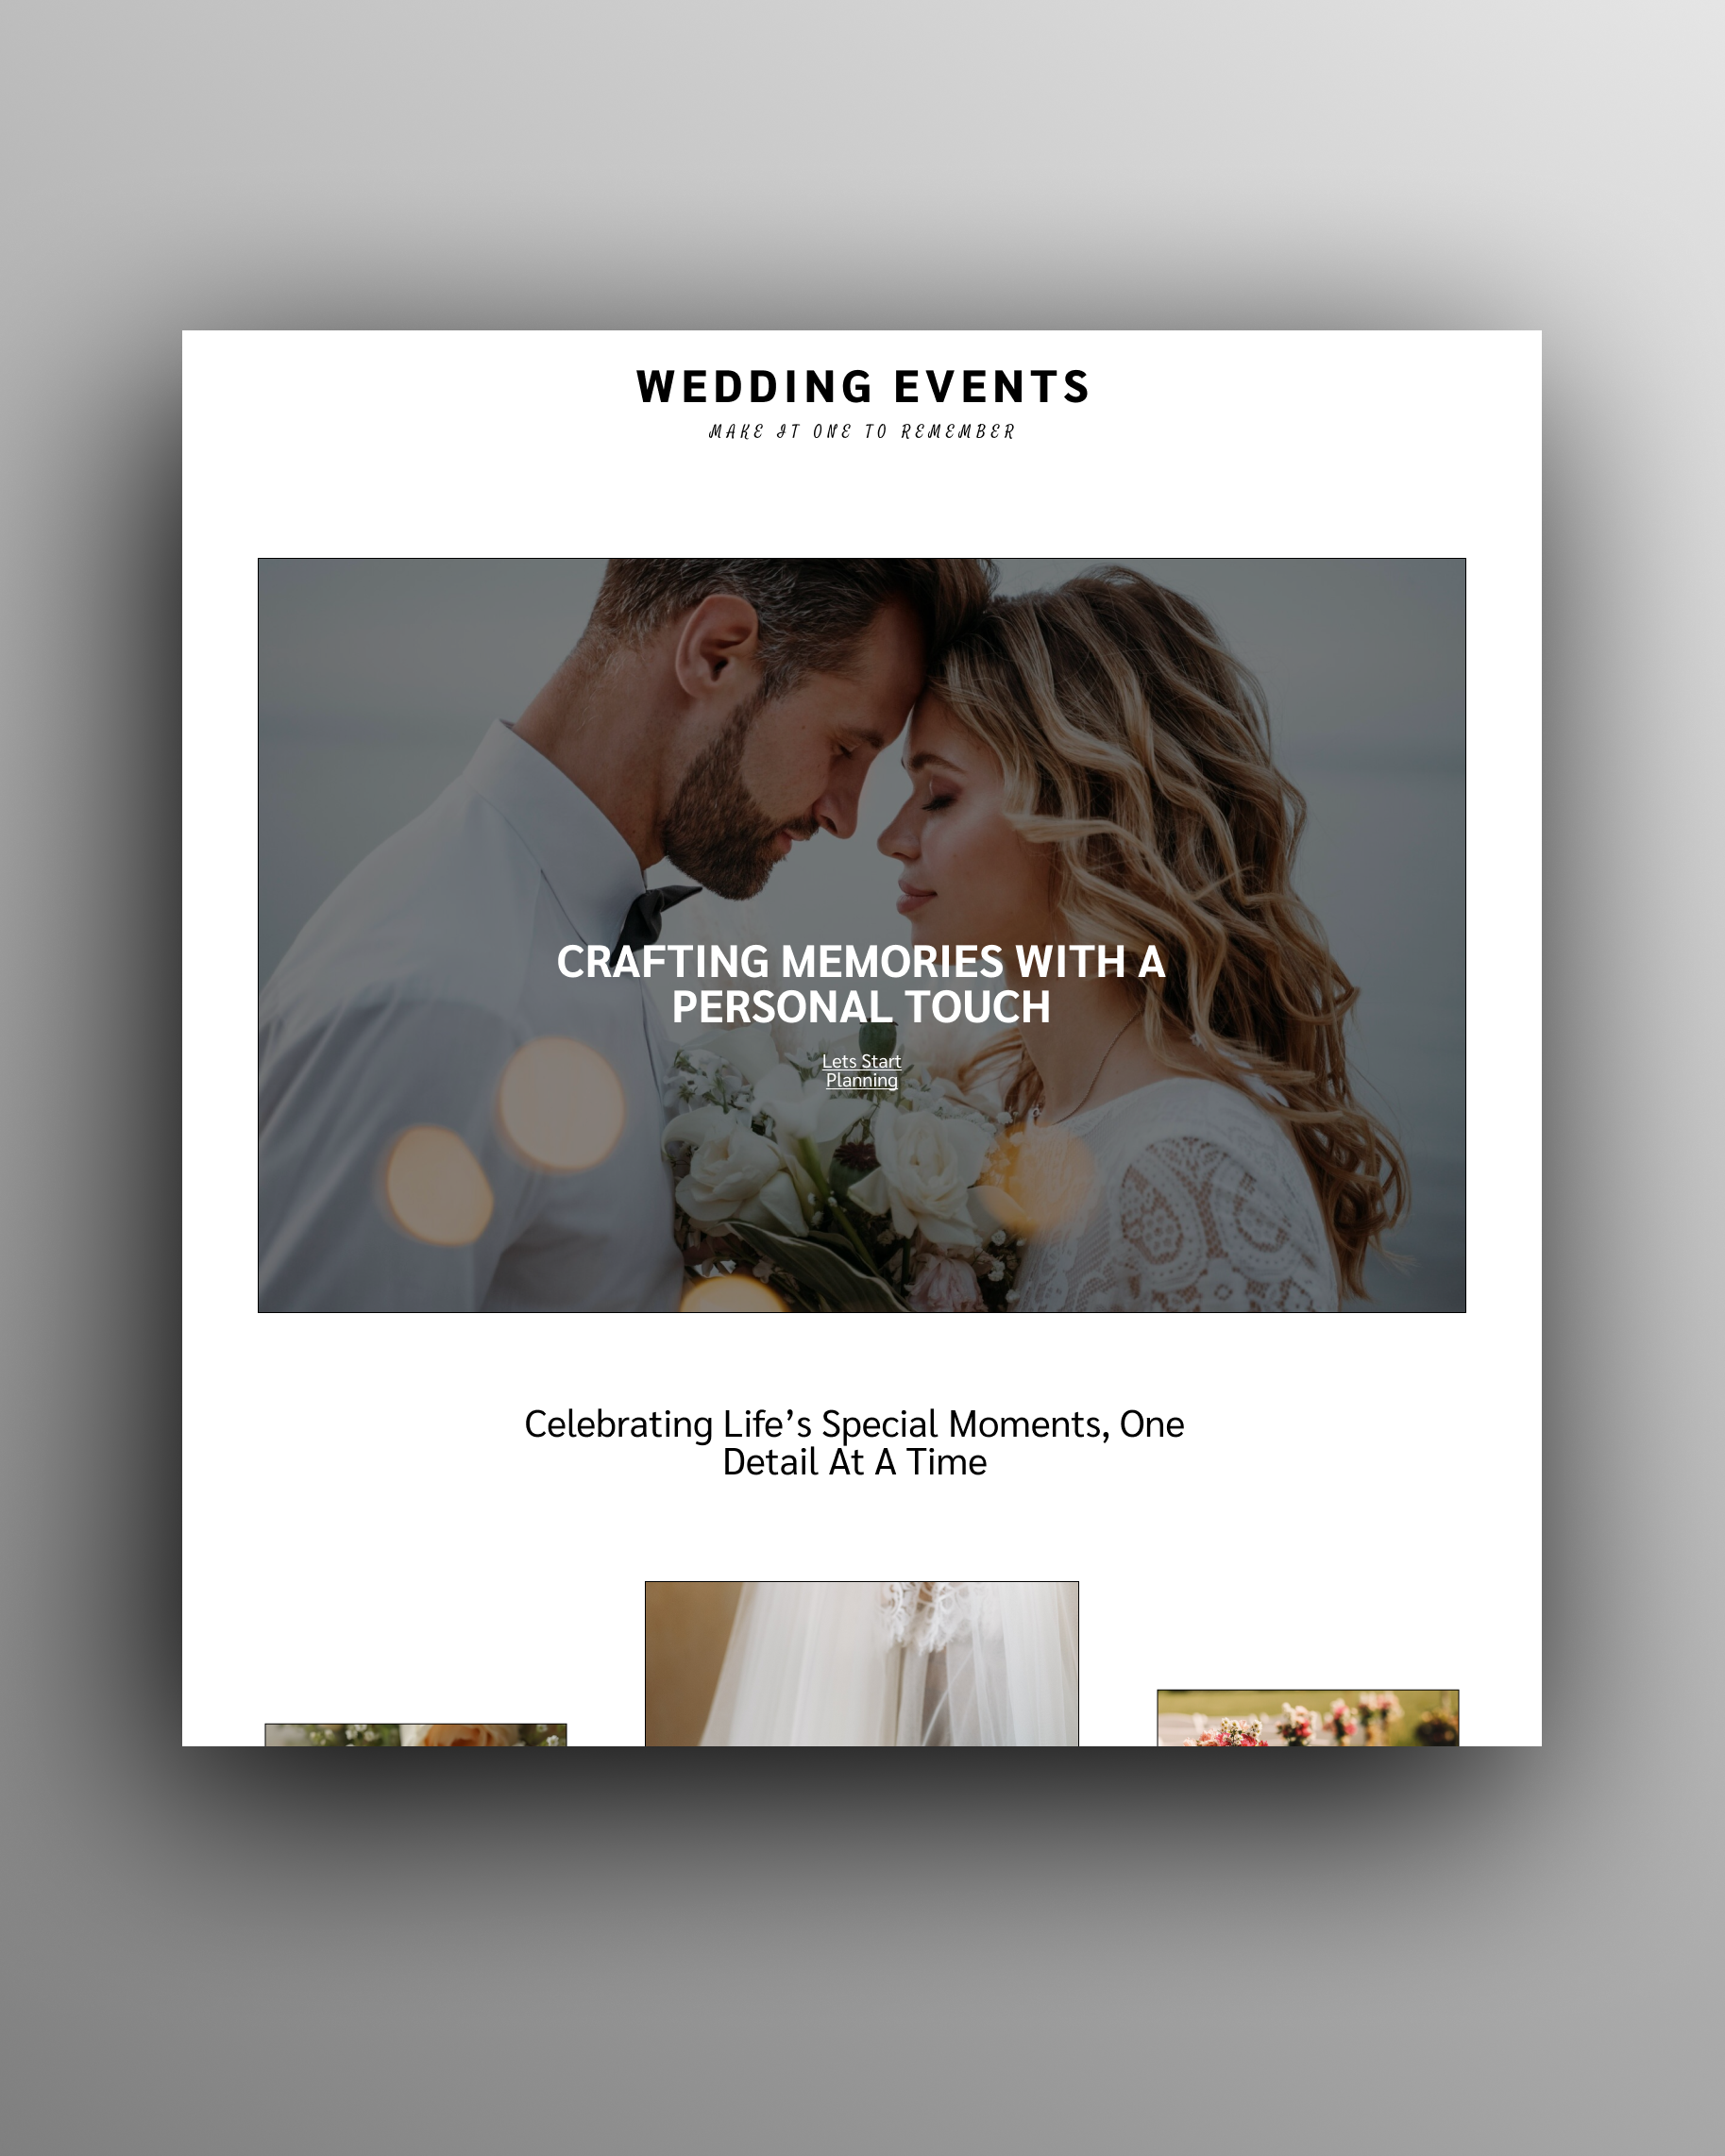 WEDDING EVENTS
MAKE IT ONE TO REMEMBER
CRAFTING MEMORIES WITH A
PERSONAL TOUCH
Lets Start
Planning
Celebrating Life’s Special Moments, One
Detail At A Time